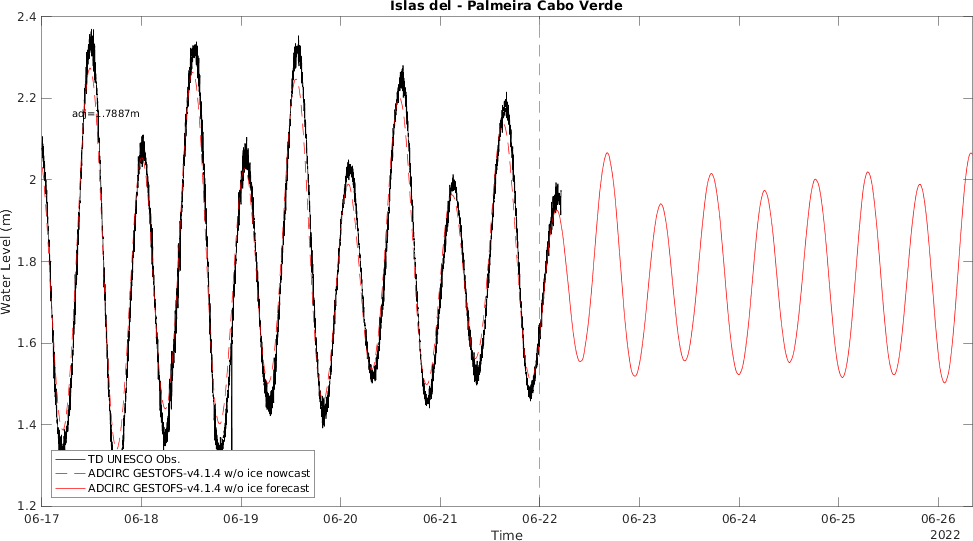 Islas del - Palmeira Cabo Verde
2.4
2.2
adj=1.7887m
2
Water Level (m)
1.8
1.6
1.4
TD UNESCO Obs.
ADCIRC GESTOFS-v4.1.4 w/o ice nowcast
ADCIRC GESTOFS-v4.1.4 w/o ice forecast
1.2
06-17 06-18 06-19 06-20 06-21 06-22 06-23 06-24 06-25 06-26
Time 2022